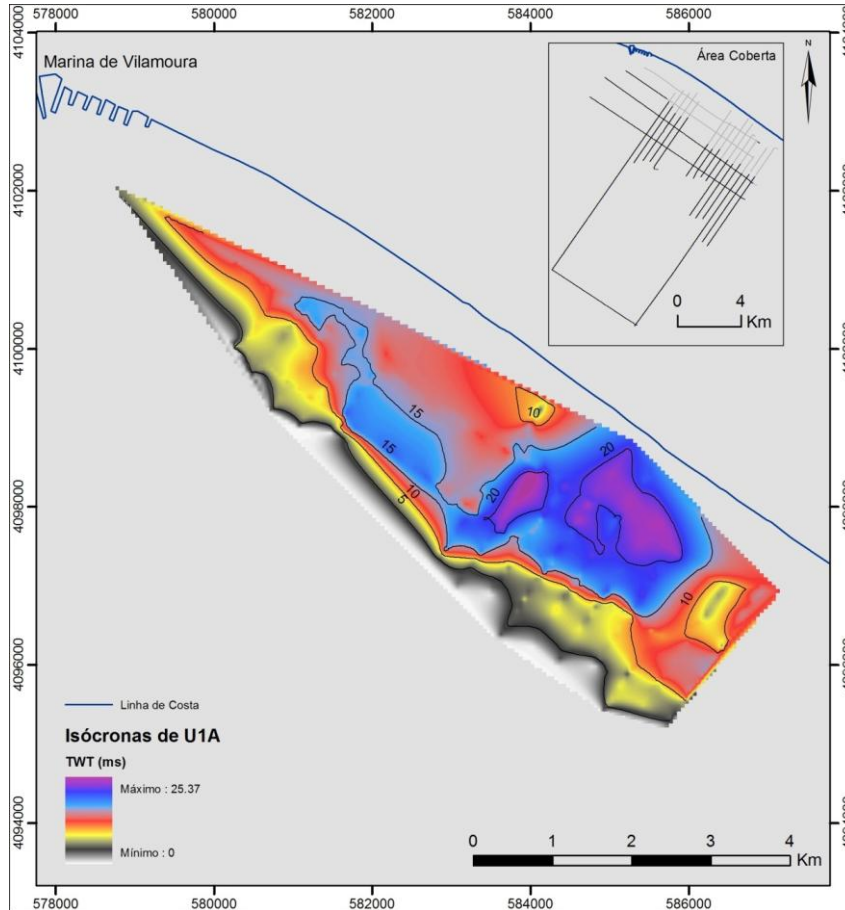 578000 580000 582000 584000 586000
4104000
Marina de Vilamoura
Área Coberta
N
0 4
Km
4102000
4100000
4098000
4096000
4094000
10
15
15
20
20
10
5
10
Linha de Costa
Isócronas de U1A
TWT (ms)
Máximo : 25.37
Mínimo : 0
0 1 2 3 4
Km
578000 580000 582000 584000 586000